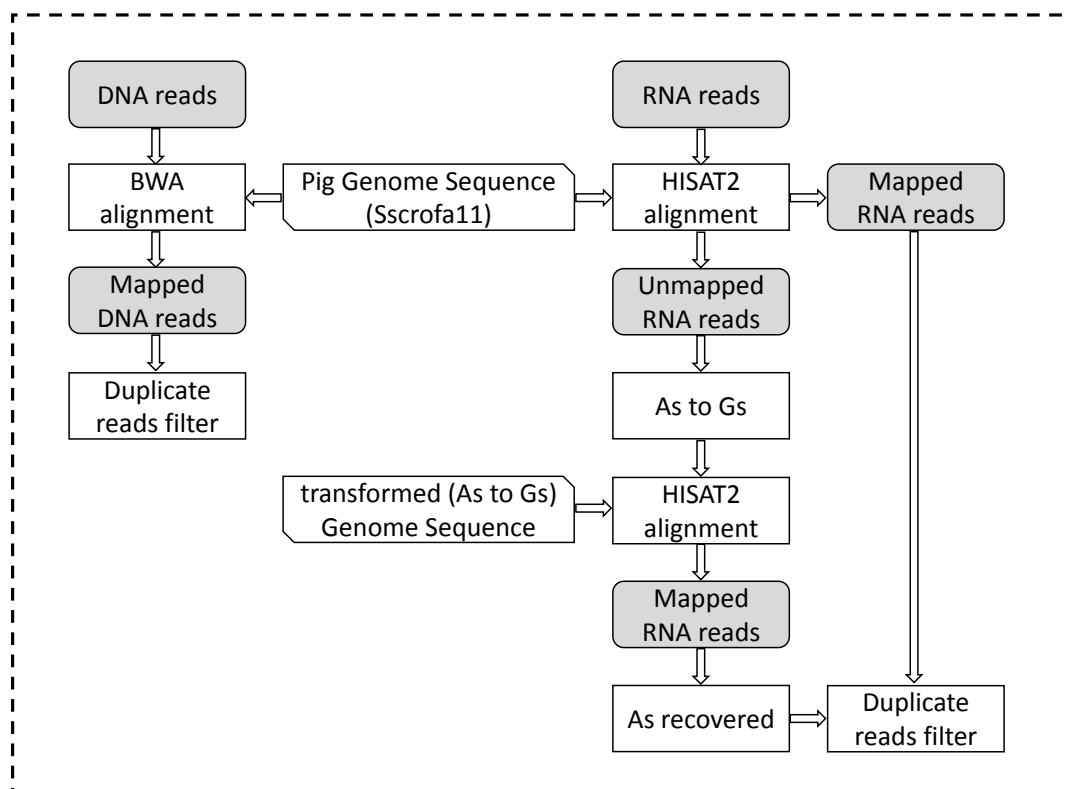 DNA reads
RNA reads
BWA
alignment
Pig Genome Sequence
(Sscrofa11)
HISAT2
alignment
Mapped
RNA reads
Mapped
DNA reads
Unmapped
RNA reads
Duplicate
reads filter
As to Gs
transformed (As to Gs)
Genome Sequence
HISAT2
alignment
Mapped
RNA reads
As recovered
Duplicate
reads filter